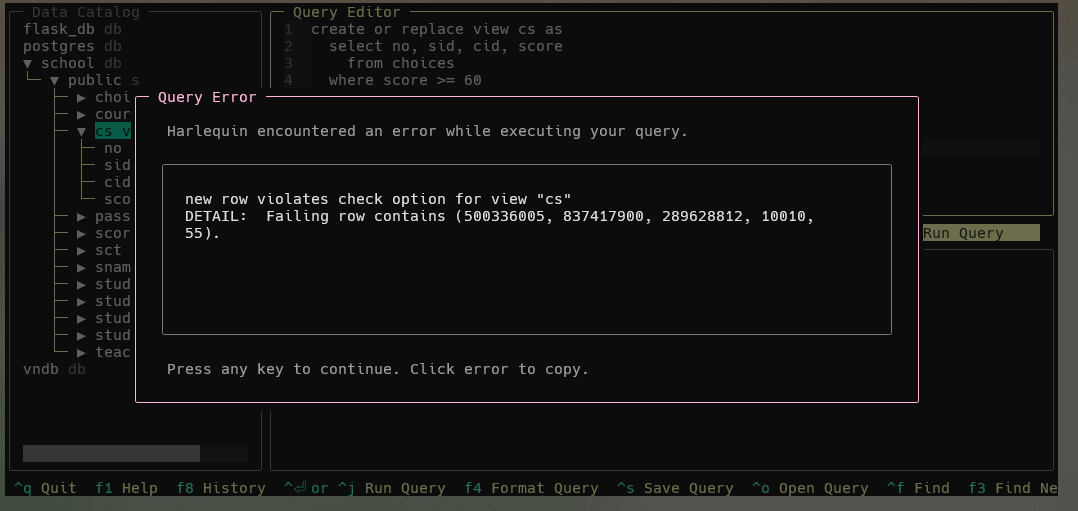 Data Catalog
flask_db db
postgres db
▼ school db
▼ public s
▶ choi
▶ cour
▼ cs v
no
sid
cid
sco
▶ pass
▶ scor
▶ sct
▶ snam
▶ stud
▶ stud
▶ stud
▶ stud
▶ teac
vndb db
Query Editor
1 create or replace view cs as
2 select no, sid, cid, score
3 from choices
4 where score >= 60
Query Error
Harlequin encountered an error while executing your query.
new row violates check option for view "cs"
DETAIL:  Failing row contains (500336005, 837417900, 289628812, 10010,
55).
Press any key to continue. Click error to copy.
Run Query
^q Quit f1 Help f8 History ^⏎ or ^j Run Query f4 Format Query ^s Save Query ^o Open Query ^f Find f3 Find Ne